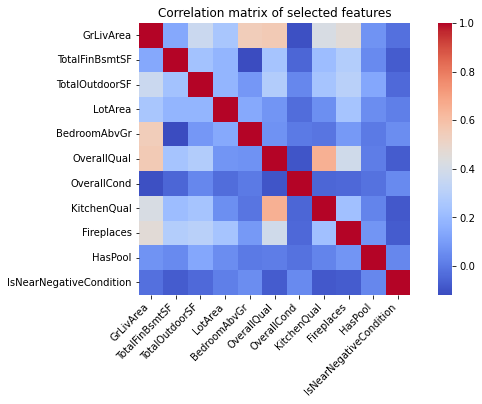 Correlation matrix of selected features
GrLivArea
TotalFinBsmtSF
TotalOutdoorSF
LotArea
BedroomAbvGr
OverallQual
OverallCond
KitchenQual
Fireplaces
HasPool
IsNearNegativeCondition
GrLivArea
TotalFinBsmtSF
TotalOutdoorSF
LotArea
BedroomAbvGr
OverallQual
OverallCond
KitchenQual
Fireplaces
HasPool
IsNearNegativeCondition
1.0
0.8
0.6
0.4
0.2
0.0